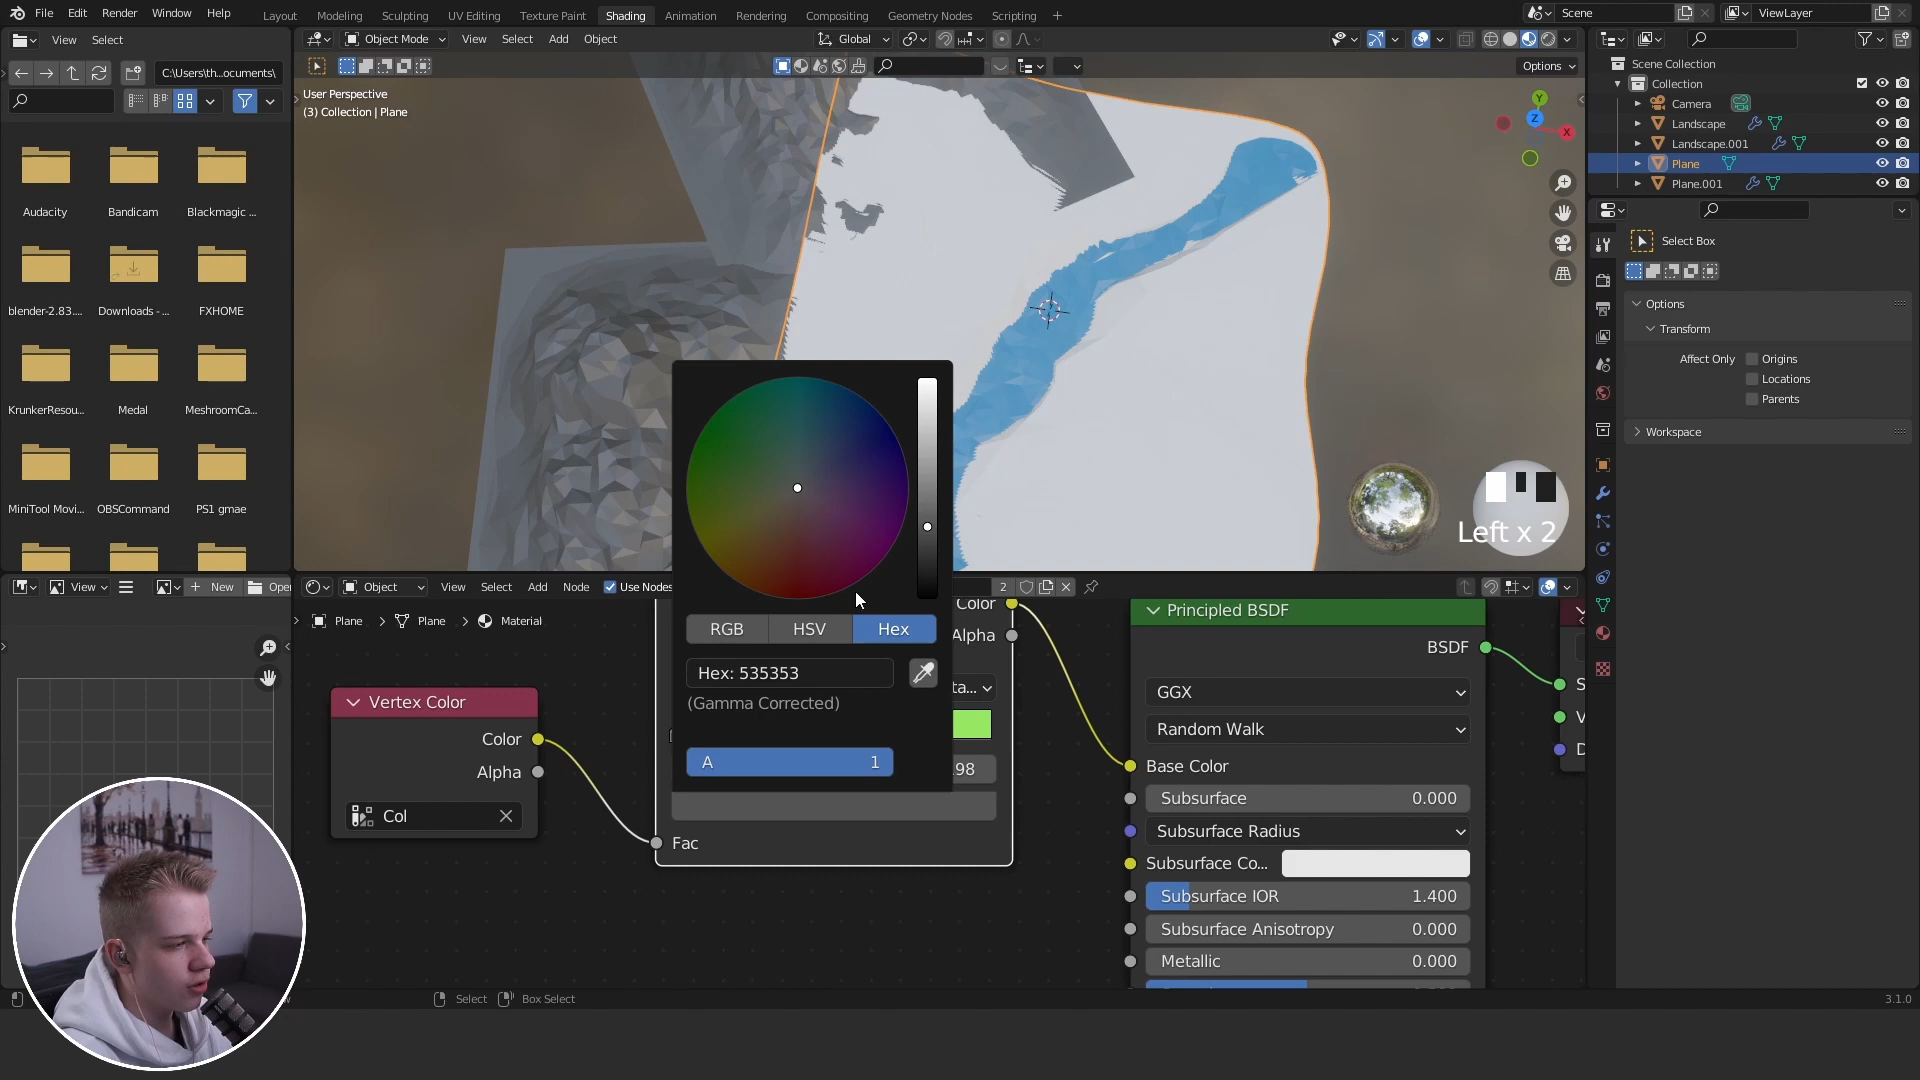 File Edit Render Window Help
Layout Modeling Sculpting UV Editing Texture Paint Shading Animation Rendering Compositing Geometry Nodes Scripting +
Scene
ViewLayer
View Select
Object Mode View Select Add Object
Global
C:\Users\th...ocuments\
Options
User Perspective
(3) Collection | Plane
Y
Z
X
Audacity
Bandicam
Blackmagic ...
blender-2.83....
Downloads - ...
FXHOME
KrunkerResou...
Medal
MeshroomCa...
MiniTool Movi...
OBSCommand
PS1 gmae
Scene Collection
Collection
Camera
Landscape
Landscape.001
Plane
Plane.001
Select Box
Options
Transform
Affect Only
Origins
Locations
Parents
Workspace
Left x 2
RGB
HSV
Hex
Hex: 535353
(Gamma Corrected)
A 1
View
New
Open
Object View Select Add Node Use Nodes
2
Plane > Plane > Material
Vertex Color
Color
Alpha
Col
Color
Alpha
ta...
.98
Fac
Principled BSDF
BSDF
GGX
Random Walk
Base Color
Subsurface 0.000
Subsurface Radius
Subsurface Co...
Subsurface IOR 1.400
Subsurface Anisotropy 0.000
Metallic 0.000
S
V
D
Select
Box Select
3.1.0